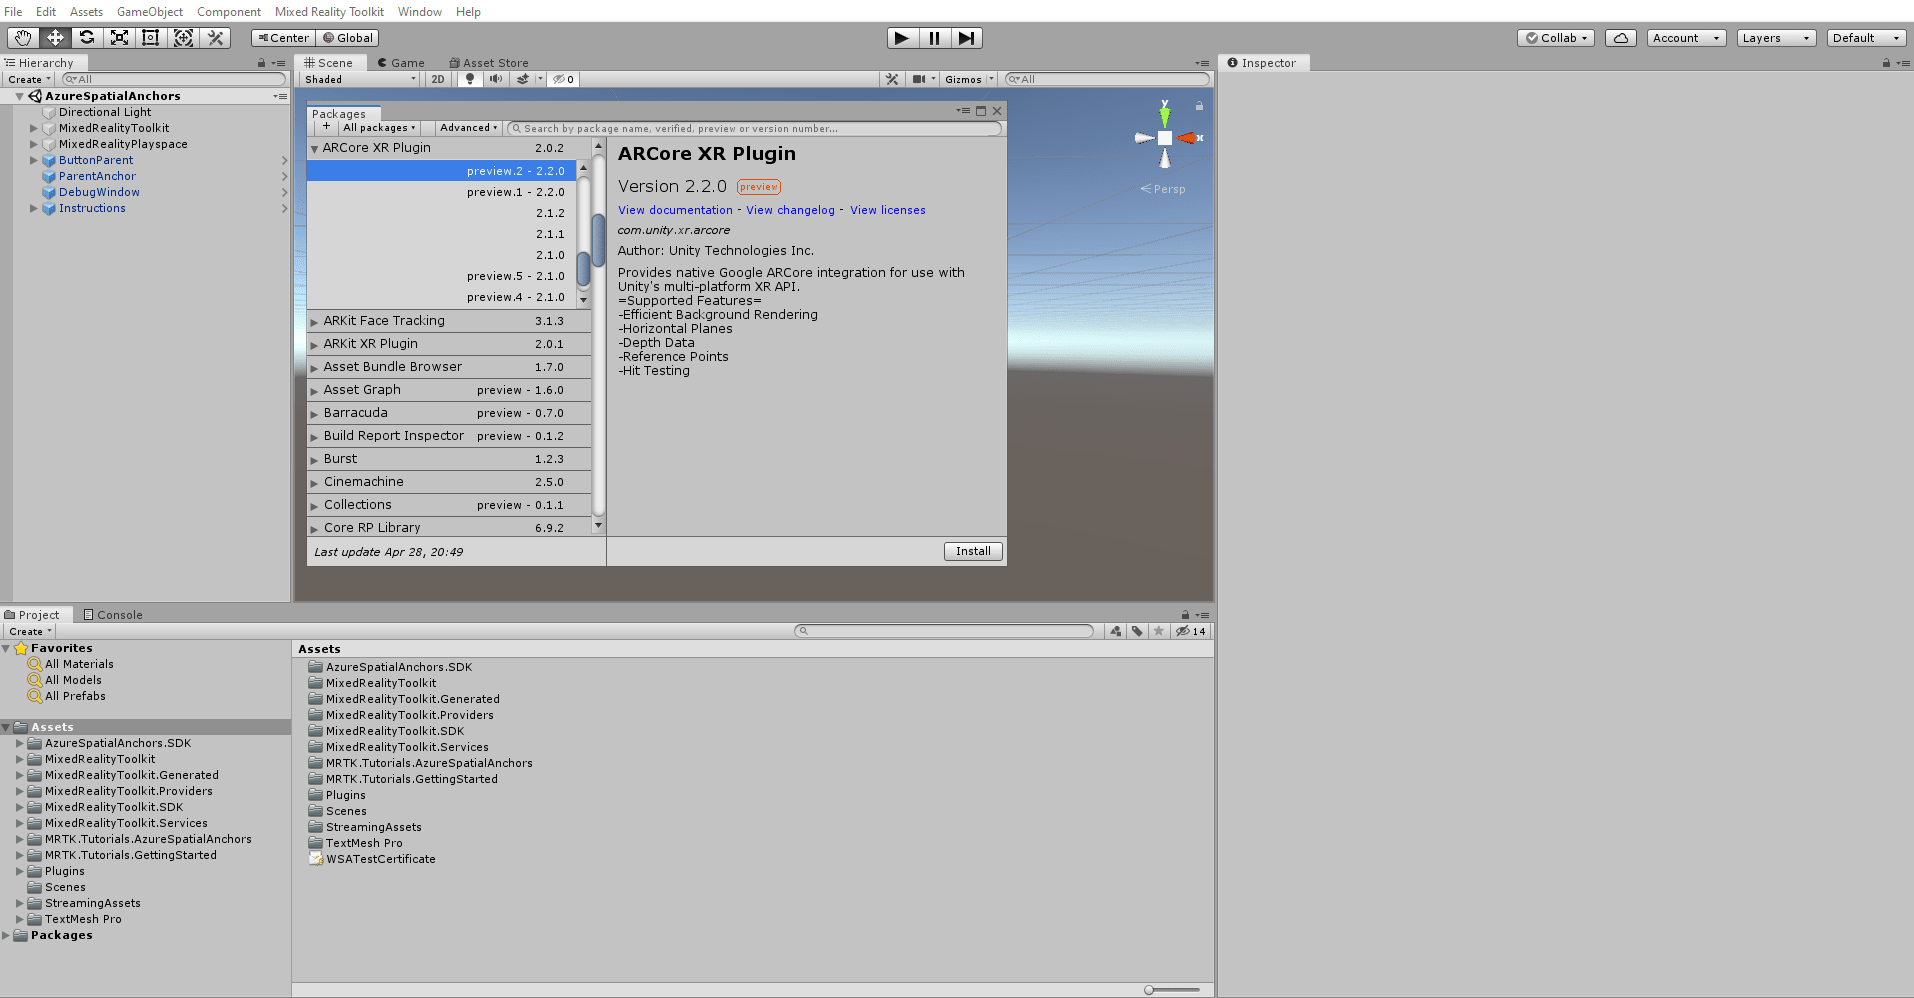 File Edit Assets GameObject Component Mixed Reality Toolkit Window Help
Center Global
Collab Account Layers Default
Hierarchy
Create All
AzureSpatialAnchors
Directional Light
MixedRealityToolkit
MixedRealityPlayspace
ButtonParent
ParentAnchor
DebugWindow
Instructions
Scene Game Asset Store
Shaded 2D 0 Gizmos All
y
x
Persp
Packages
+ All packages Advanced Search by package name, verified, preview or version number...
ARCore XR Plugin 2.0.2
preview.2 - 2.2.0
preview.1 - 2.2.0
2.1.2
2.1.1
2.1.0
preview.5 - 2.1.0
preview.4 - 2.1.0
ARKit Face Tracking 3.1.3
ARKit XR Plugin 2.0.1
Asset Bundle Browser 1.7.0
Asset Graph preview - 1.6.0
Barracuda preview - 0.7.0
Build Report Inspector preview - 0.1.2
Burst 1.2.3
Cinemachine 2.5.0
Collections preview - 0.1.1
Core RP Library 6.9.2
Last update Apr 28, 20:49
ARCore XR Plugin
Version 2.2.0 preview
View documentation - View changelog - View licenses
com.unity.xr.arcore
Author: Unity Technologies Inc.
Provides native Google ARCore integration for use with
Unity's multi-platform XR API.
=Supported Features=
-Efficient Background Rendering
-Horizontal Planes
-Depth Data
-Reference Points
-Hit Testing
Install
Inspector
Project Console
Create 14
Favorites
All Materials
All Models
All Prefabs
Assets
AzureSpatialAnchors.SDK
MixedRealityToolkit
MixedRealityToolkit.Generated
MixedRealityToolkit.Providers
MixedRealityToolkit.SDK
MixedRealityToolkit.Services
MRTK.Tutorials.AzureSpatialAnchors
MRTK.Tutorials.GettingStarted
Plugins
Scenes
StreamingAssets
TextMesh Pro
Packages
Assets
AzureSpatialAnchors.SDK
MixedRealityToolkit
MixedRealityToolkit.Generated
MixedRealityToolkit.Providers
MixedRealityToolkit.SDK
MixedRealityToolkit.Services
MRTK.Tutorials.AzureSpatialAnchors
MRTK.Tutorials.GettingStarted
Plugins
Scenes
StreamingAssets
TextMesh Pro
WSATestCertificate